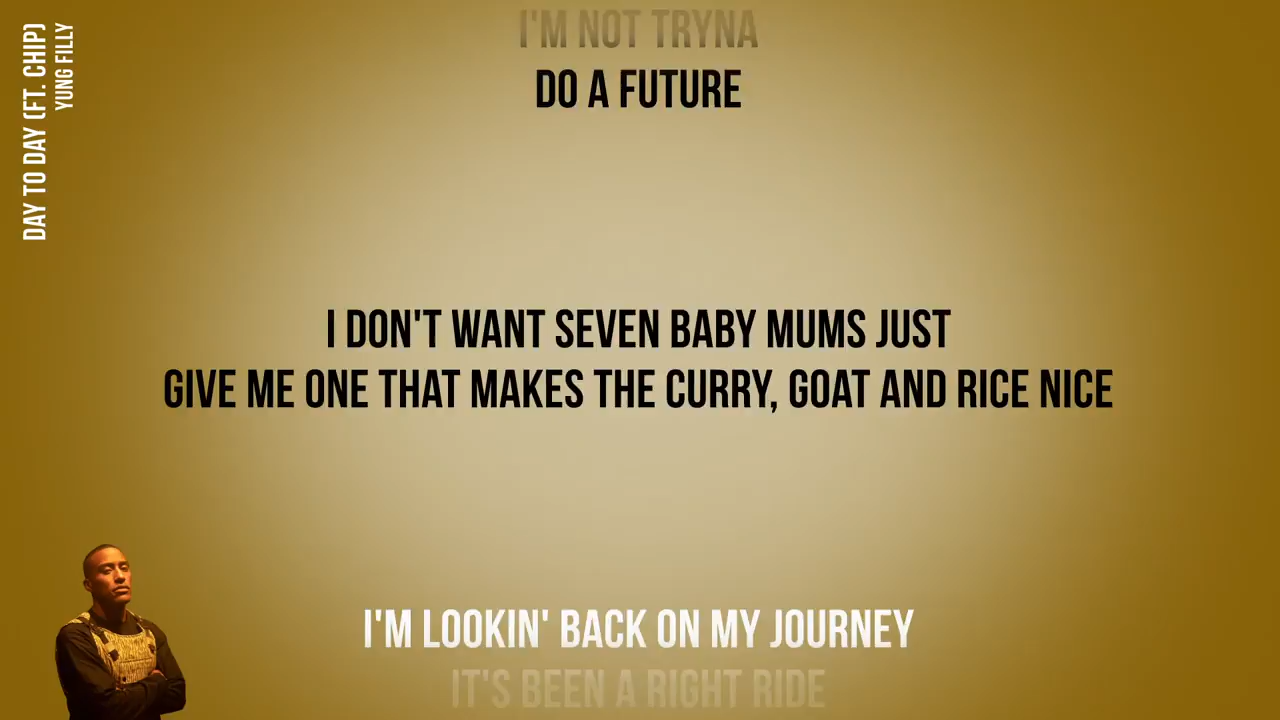 DAY TO DAY (FT. CHIP)
YUNG FILLY
I'M NOT TRYNA
DO A FUTURE
I DON'T WANT SEVEN BABY MUMS JUST
GIVE ME ONE THAT MAKES THE CURRY, GOAT AND RICE NICE
I'M LOOKIN' BACK ON MY JOURNEY
IT'S BEEN A RIGHT RIDE